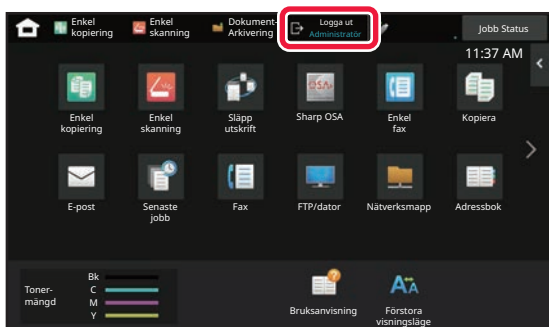 Enkel kopiering
Enkel skanning
Dokument-
Arkivering
Logga ut
Administratör
Jobb Status
11:37 AM
Enkel
kopiering
Enkel
skanning
Släpp
utskrift
Sharp OSA
Enkel
fax
Kopiera
E-post
Senaste
jobb
Fax
FTP/dator
Nätverksmapp
Adressbok
Toner-
mängd
Bk
C
M
Y
Bruksanvisning
Förstora
visningsläge